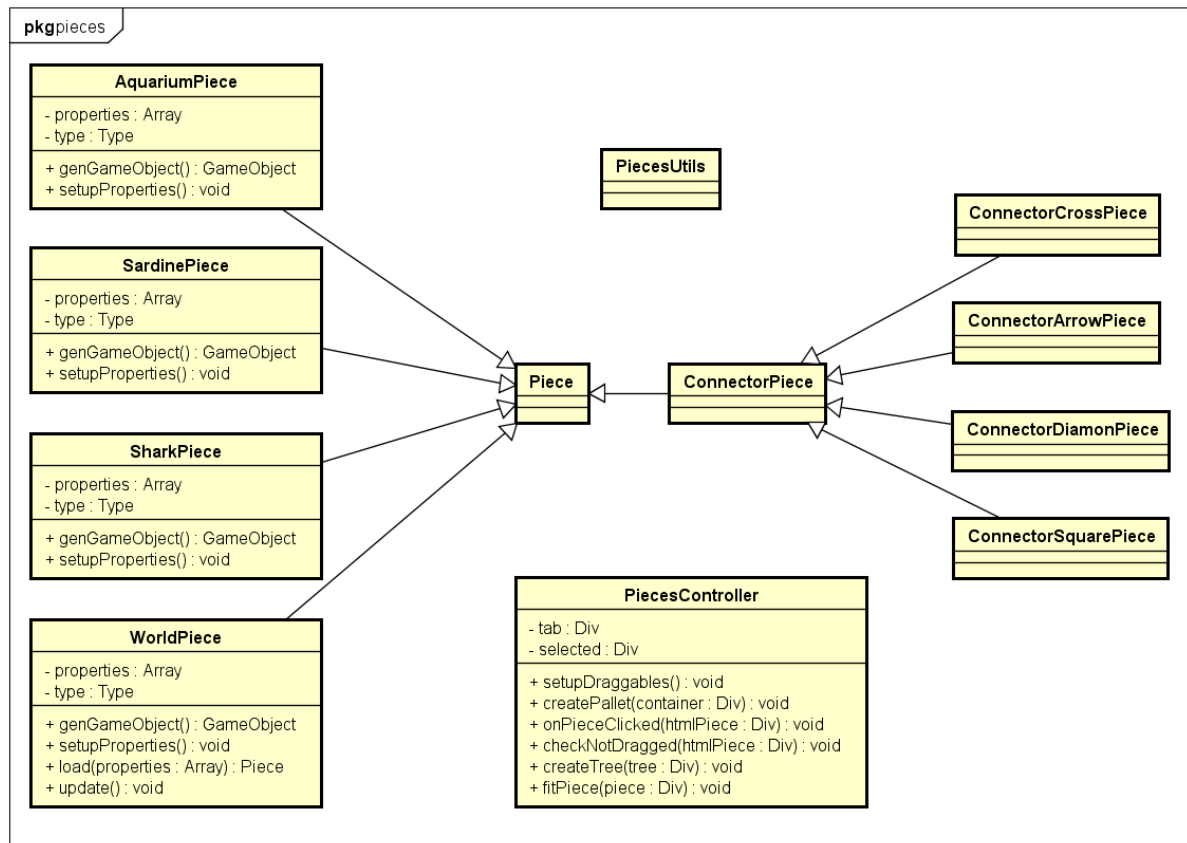 pkg pieces
AquariumPiece
- properties : Array
- type : Type
+ genGameObject() : GameObject
+ setupProperties() : void
SardinePiece
- properties : Array
- type : Type
+ genGameObject() : GameObject
+ setupProperties() : void
SharkPiece
- properties : Array
- type : Type
+ genGameObject() : GameObject
+ setupProperties() : void
WorldPiece
- properties : Array
- type : Type
+ genGameObject() : GameObject
+ setupProperties() : void
+ load(properties : Array) : Piece
+ update() : void
PiecesUtils
Piece
ConnectorPiece
PiecesController
- tab : Div
- selected : Div
+ setupDraggables() : void
+ createPallet(container : Div) : void
+ onPieceClicked(htmlPiece : Div) : void
+ checkNotDragged(htmlPiece : Div) : void
+ createTree(tree : Div) : void
+ fitPiece(piece : Div) : void
ConnectorCrossPiece
ConnectorArrowPiece
ConnectorDiamonPiece
ConnectorSquarePiece